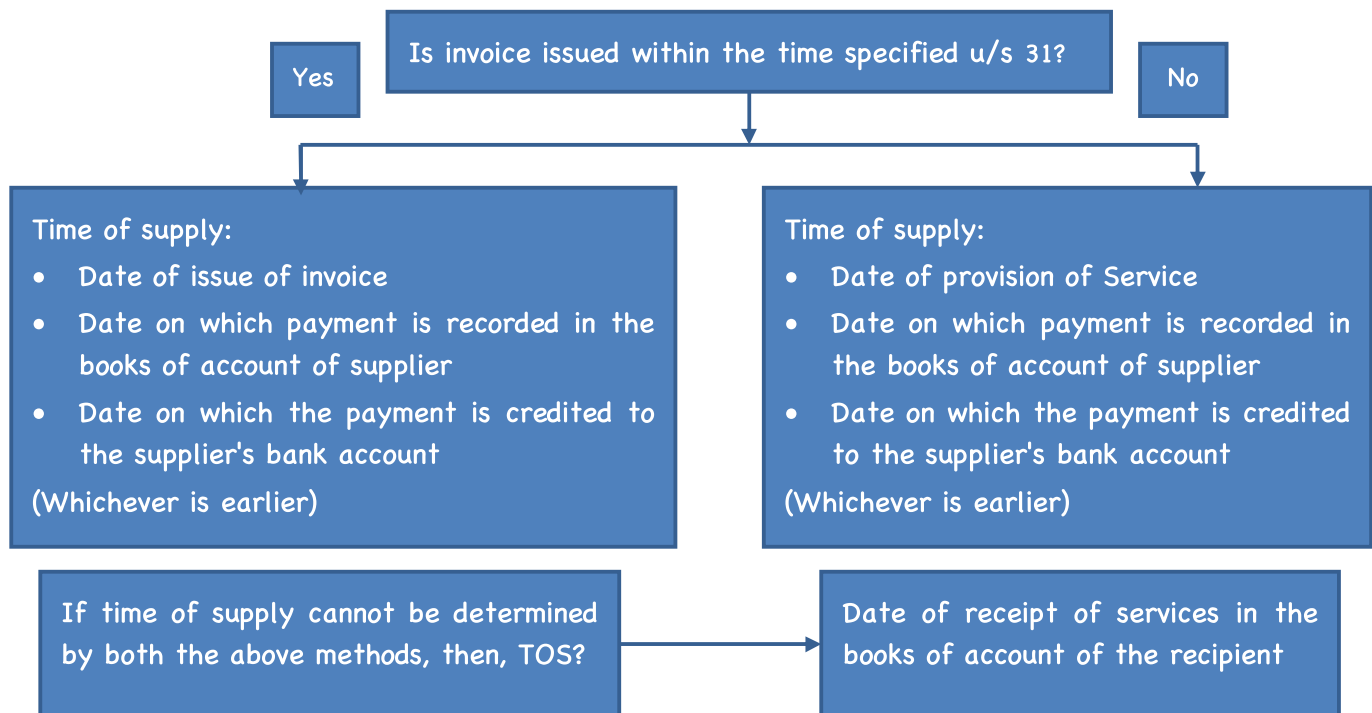 Is invoice issued within the time specified u/s 31?
Yes
No
Time of supply:
• Date of issue of invoice
• Date on which payment is recorded in the
books of account of supplier
• Date on which the payment is credited to
the supplier's bank account
(Whichever is earlier)
Time of supply:
• Date of provision of Service
• Date on which payment is recorded in
the books of account of supplier
• Date on which the payment is credited
to the supplier's bank account
(Whichever is earlier)
If time of supply cannot be determined
by both the above methods, then, TOS?
Date of receipt of services in the
books of account of the recipient